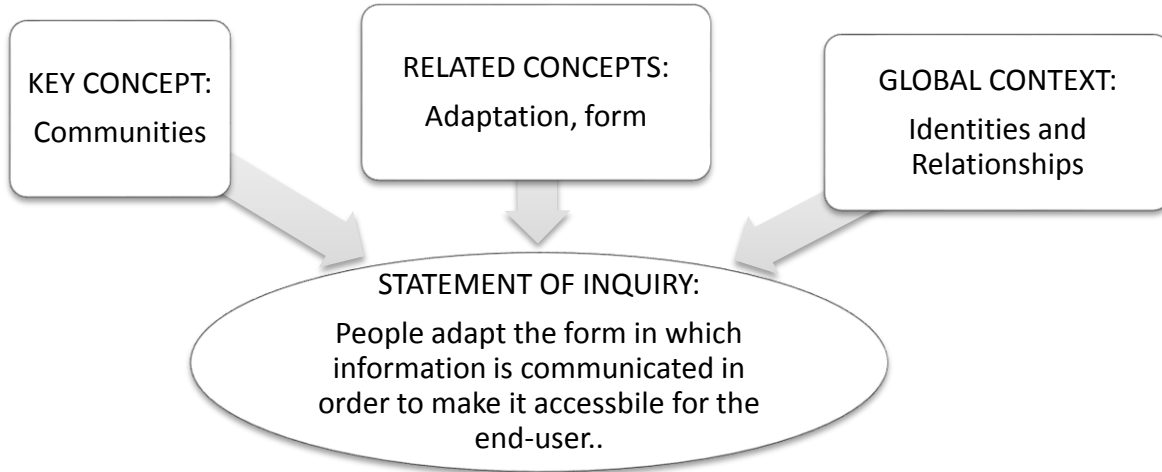 KEY CONCEPT:
Communities
RELATED CONCEPTS:
Adaptation, form
GLOBAL CONTEXT:
Identities and
Relationships
STATEMENT OF INQUIRY:
People adapt the form in which
information is communicated in
order to make it accessbile for the
end-user..